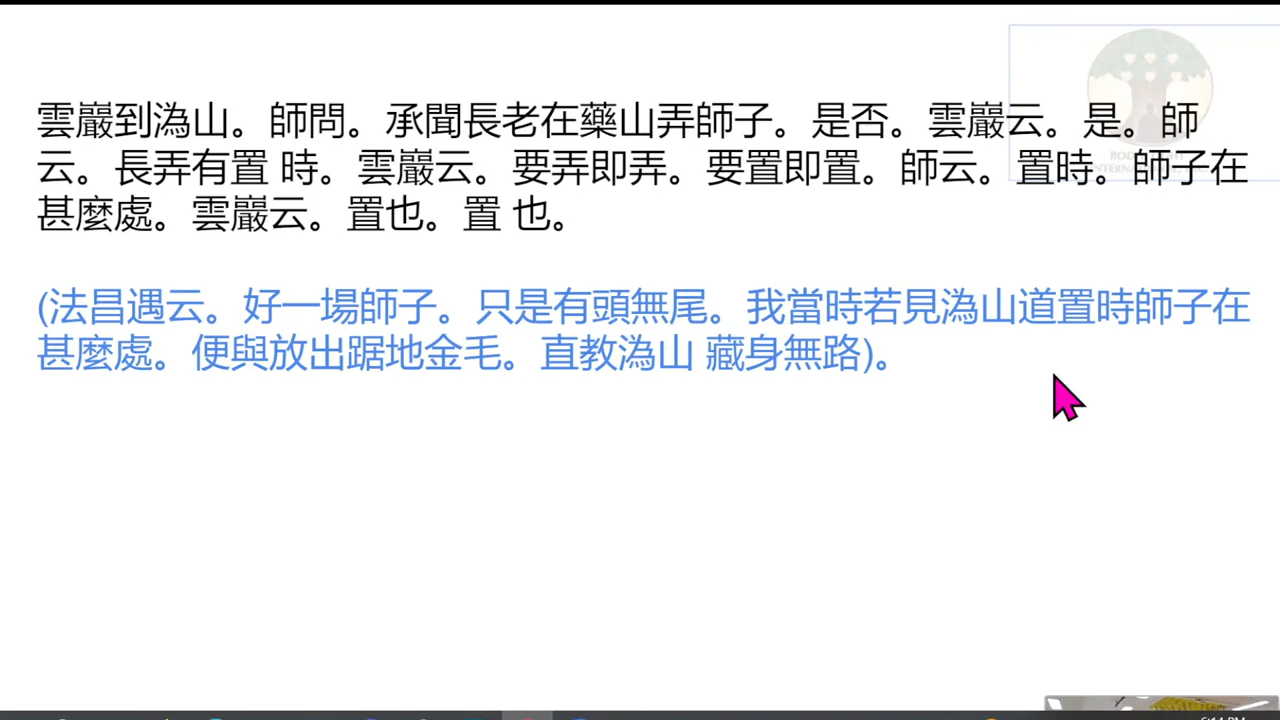 雲巖到溈山。師問。承聞長老在藥山弄師子。是否。雲巖云。是。師
云。長弄有置 時。雲巖云。要弄即弄。要置即置。師云。置時。師子在
甚麼處。雲巖云。置也。置 也。
(法昌遇云。好一場師子。只是有頭無尾。我當時若見溈山道置時師子在
甚麼處。便與放出踞地金毛。直教溈山 藏身無路)。